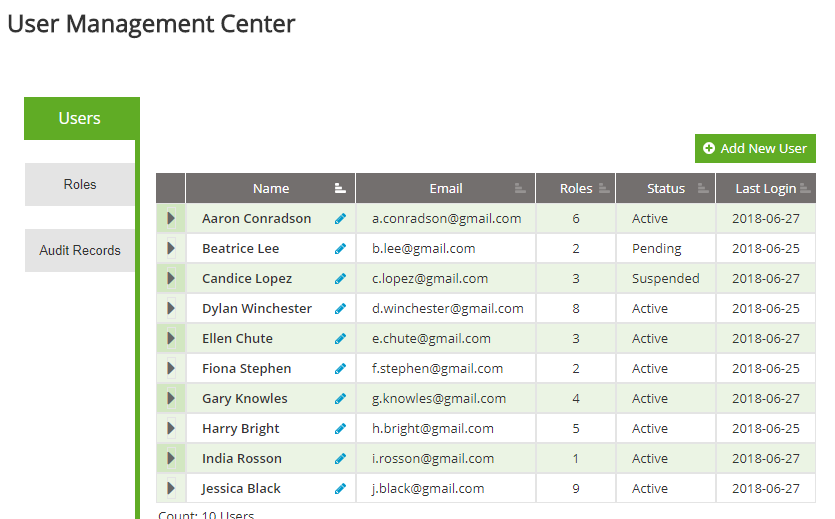 User Management Center
Users
Roles
Audit Records
Add New User
Name Email Roles Status Last Login
Aaron Conradson a.conradson@gmail.com 6 Active 2018-06-27
Beatrice Lee b.lee@gmail.com 2 Pending 2018-06-25
Candice Lopez c.lopez@gmail.com 3 Suspended 2018-06-27
Dylan Winchester d.winchester@gmail.com 8 Active 2018-06-25
Ellen Chute e.chute@gmail.com 3 Active 2018-06-27
Fiona Stephen f.stephen@gmail.com 2 Active 2018-06-25
Gary Knowles g.knowles@gmail.com 4 Active 2018-06-27
Harry Bright h.bright@gmail.com 5 Active 2018-06-25
India Rosson i.rosson@gmail.com 1 Active 2018-06-27
Jessica Black j.black@gmail.com 9 Active 2018-06-27
Count: 10 Users